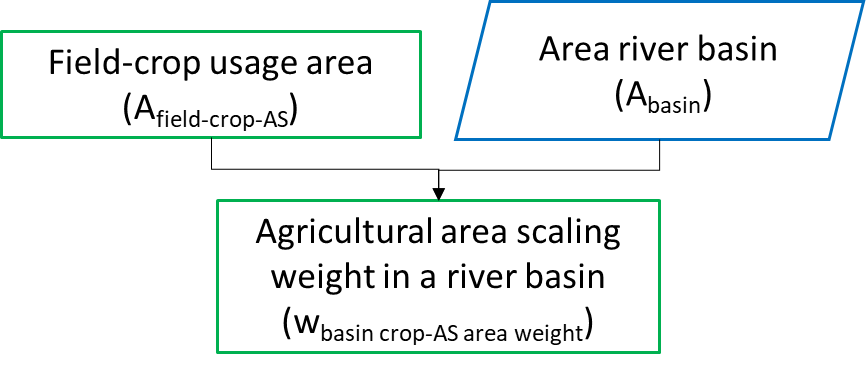 Field-crop usage area
(Afield-crop-AS)
Area river basin
(Abasin)
Agricultural area scaling
weight in a river basin
(wbasin crop-AS area weight)